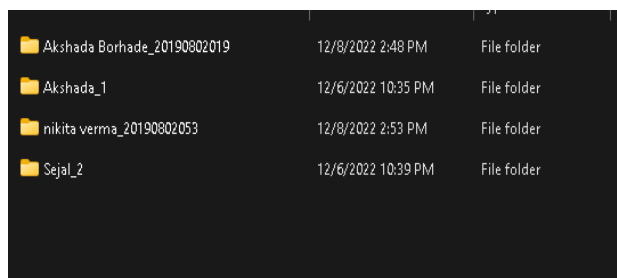 Akshada Borhade_20190802019 12/8/2022 2:48 PM File folder
Akshada_1 12/6/2022 10:35 PM File folder
nikita verma_20190802053 12/8/2022 2:53 PM File folder
Sejal_2 12/6/2022 10:39 PM File folder